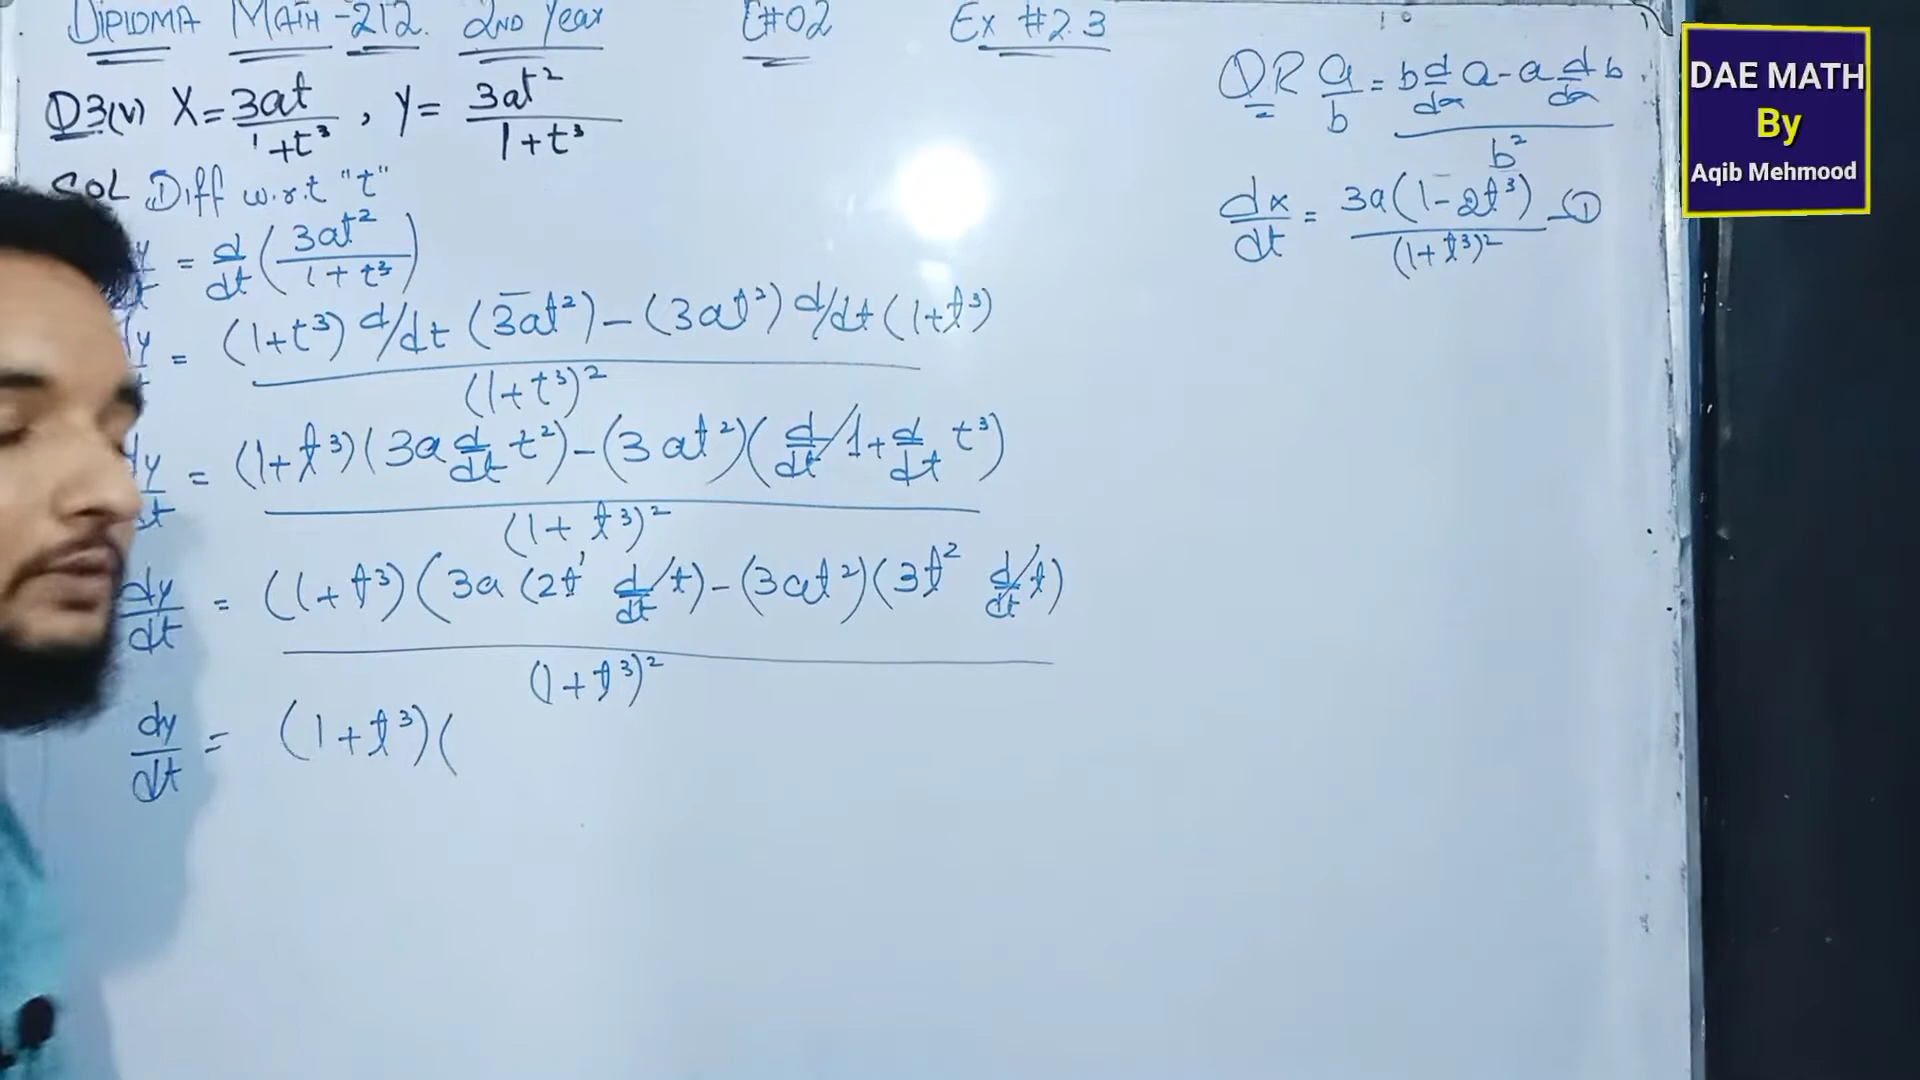 DIPLOMA MATH-212. 2ND Year C#02 Ex #2.3
Q3(v) X = 3at/1+t³ , Y = 3at²/1+t³
SOL Diff w.r.t "t"
= d/dt (3at²/1+t³)
= (1+t³) d/dt (3at²) - (3at²) d/dt (1+t³) / (1+t³)²
= (1+t³)(3a d/dt t²) - (3at²)(d/dt 1 + d/dt t³) / (1+t³)²
dy/dt = ((1+t³)(3a (2t' d/dt t) - (3at²)(3t² d/dt t) / (1+t³)²
dy/dt = (1+t³)(
QR a/b = b d/dx a - a d/dx b / b²
dx/dt = 3a(1-2t³)/(1+t³)² -①
DAE MATH
By
Aqib Mehmood